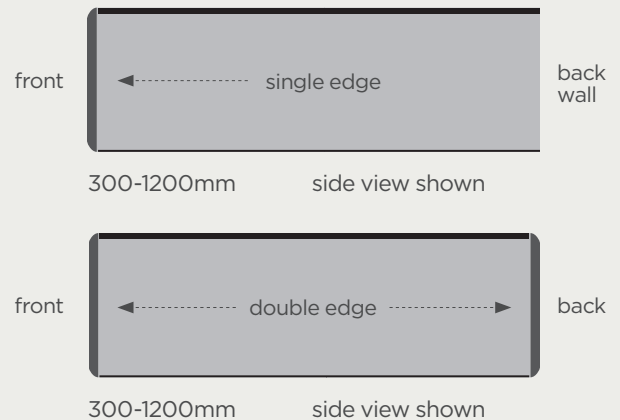 front
single edge
back
wall
300-1200mm
side view shown
front
double edge
back
300-1200mm
side view shown